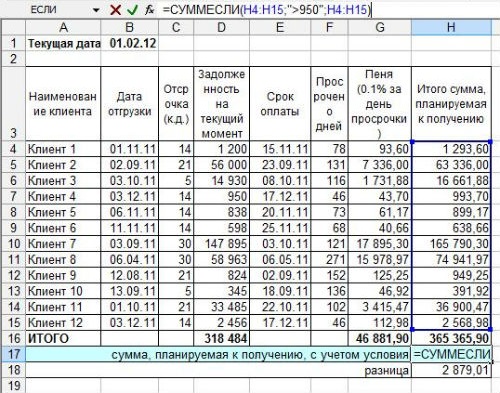 ЕСЛИ =СУММЕСЛИ(H4:H15;">950";H4:H15)
A B C D E F G H
1 Текущая дата 01.02.12
2
3 Наименован ие клиента Дата отгрузки Отср очка (к.д.) Задолже нность на текущий момент Срок оплаты Прос рочен о дней Пеня (0.1% за день просрочки ) Итого сумма, планируемая к получению
4 Клиент 1 01.11.11 14 1 200 15.11.11 78 93,60 1 293,60
5 Клиент 2 02.09.11 21 56 000 23.09.11 131 7 336,00 63 336,00
6 Клиент 3 03.10.11 5 14 930 08.10.11 116 1 731,88 16 661,88
7 Клиент 4 03.12.11 14 950 17.12.11 46 43,70 993,70
8 Клиент 5 06.11.11 14 838 20.11.11 73 61,17 899,17
9 Клиент 6 11.11.11 14 598 25.11.11 68 40,66 638,66
10 Клиент 7 03.09.11 30 147 895 03.10.11 121 17 895,30 165 790,30
11 Клиент 8 06.04.11 30 58 963 06.05.11 271 15 978,97 74 941,97
12 Клиент 9 12.08.11 21 824 02.09.11 152 125,25 949,25
13 Клиент 10 13.09.11 5 345 18.09.11 136 46,92 391,92
14 Клиент 11 01.10.11 21 33 485 22.10.11 102 3 415,47 36 900,47
15 Клиент 12 03.12.11 14 2 456 17.12.11 46 112,98 2 568,98
16 ИТОГО 318 484 46 881,90 365 365,90
17 сумма, планируемая к получению, с учетом условия =СУММЕСЛИ
18 разница 2 879,01
19